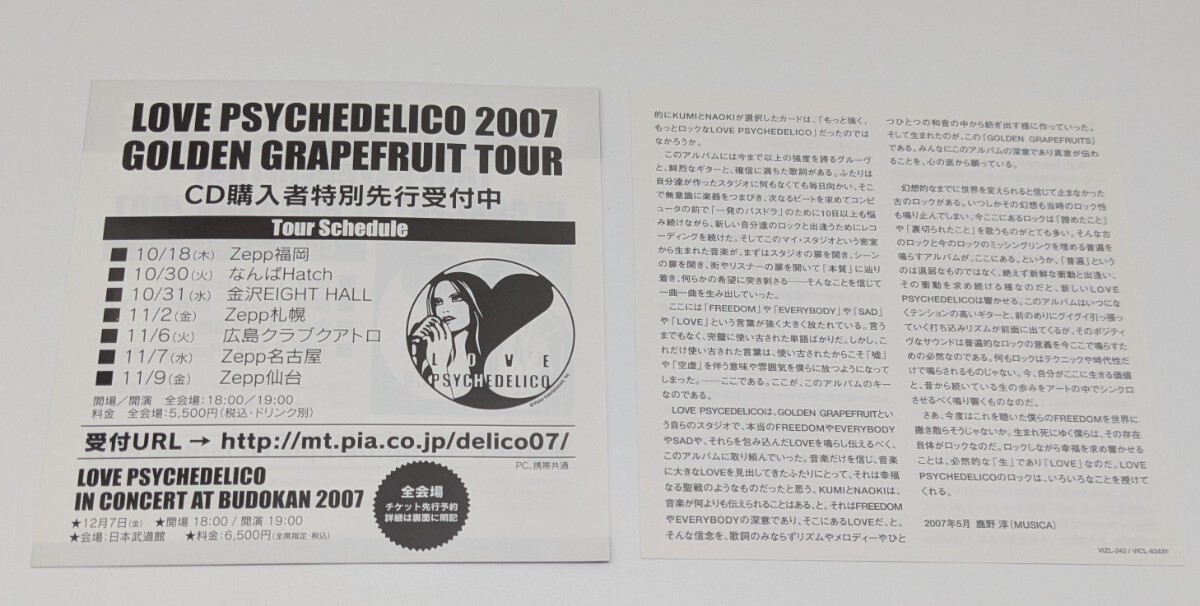 LOVE PSYCHEDELICO 2007
GOLDEN GRAPEFRUIT TOUR
CD購入者特別先行受付中
Tour Schedule
■ 10/18(木) Zepp福岡
■ 10/30(火) なんばHatch
■ 10/31(水) 金沢EIGHT HALL
■ 11/2(金) Zepp札幌
■ 11/6(火) 広島クラブクアトロ
■ 11/7(水) Zepp名古屋
■ 11/9(金) Zepp仙台
LOVE
PSYCHEDELICO
開場/開演 全会場:18:00/19:00
料金 全会場:5,500円(税込・ドリンク別)
受付URL → http://mt.pia.co.jp/delico07/
PC、携帯共通
LOVE PSYCHEDELICO
IN CONCERT AT BUDOKAN 2007
★12月7日(金) ★開場 18:00 / 開演 19:00
★会場:日本武道館 ★料金:6,500円(全席指定・税込)
全会場
チケット先行予約
詳細は裏面に明記
的にKUMIとNAOKIが選択したカードは、「もっと強く、
もっとロックなLOVE PSYCHEDELICO」だったのでは
なかろうか。
このアルバムには今まで以上の強度を誇るグルーヴ
と、鮮烈なギターと、確信に満ちた歌詞がある。ふたりは
自分達が作ったスタジオに何もなくても毎日向かい、そこ
で無意識に楽器をつまびき、次なるビートを求めてコンピ
ュータの前で「一発のバスドラ」のために10日以上も悩
み続けながら、新しい自分達のロックと出逢うためにレコ
ーディングを続けた。そしてこのマイ・スタジオという密室
から生まれた音楽が、まずはスタジオの扉を開き、シーン
の扉を開き、街やリスナーの扉を開いて「本質」に辿り
着き、何らかの希望に突き刺さる――そんなことを信じて
一曲一曲を生み出していった。
ここには「FREEDOM」や「EVERYBODY」や「SAD」
や「LOVE」という言葉が強く大きく放たれている。言う
までもなく、完璧に使い古された単語ばかりだ。しかし、こ
れだけ使い古された言葉は、使い古されたからこそ「嘘」
や「空虚」を伴う意味や雰囲気を僕らに放つようになって
しまった。――ここである。ここが、このアルバムのキー
なのである。
LOVE PSYCEDELICOは、GOLDEN GRAPEFRUITとい
う自らのスタジオで、本当のFREEDOMやEVERYBODY
やSADや、それらを包み込んだLOVEを鳴らし伝えるべく、
このアルバムに取り組んでいった。音楽だけを信じ、音楽
に大きなLOVEを見出してきたふたりにとって、それは幸福
なる聖戦のようなものだったと思う。KUMIとNAOKIは、
音楽が何よりも伝えられることはある、と。それはFREEDOM
やEVERYBODYの深意であり、そこにあるLOVEだ、と。
そんな信念を、歌詞のみならずリズムやメロディーやひと
つひとつの和音の中から紡ぎ出す様に作っていった。
そして生まれたのが、この『GOLDEN GRAPEFRUITS』
である。みんなにこのアルバムの深意であり真意が伝わ
ることを、心の底から願っている。
幻想的なまでに世界を変えられると信じて止まなかった
古のロックがある。いつしかその幻想も当時のロック性
も鳴り止んでしまい、今ここにあるロックは「諦めたこと」
や「裏切られたこと」を歌うものがとても多い。そんな古
のロックと今のロックのミッシングリンクを埋める普遍を
鳴らすアルバムが、ここにある。というか、「普遍」という
のは退屈なものではなく、絶えず新鮮な衝動と出逢い、
その衝動を求め続ける様なのだと、新しいLOVE
PSYCHEDELICOは響かせる。このアルバムはいつにな
くテンションの高いギターと、前のめりにグイグイ引っ張っ
ていく打ち込みリズムが前面に出てくるが、そのポジティ
ヴなサウンドは普遍的なロックの意義を今ここで鳴らすた
めの必然なのである。何もロックはテクニックや時代性だ
けで鳴らされるものじゃない。今、自分がここに生きる価値
と、昔から続いている生の歩みをアートの中でシンクロ
させるべく鳴り響くものなのだ。
さあ、今度はこれを聴いた僕らのFREEDOMを世界に
撒き散らそうじゃないか。生まれ死にゆく僕らは、その存在
自体がロックなのだ。ロックしながら幸福を求め響かせる
ことは、必然的な「生」であり「LOVE」なのだ。LOVE
PSYCHEDELICOのロックは、いろいろなことを授けて
くれる。
2007年5月 鹿野 淳(MUSICA)
VIZL-243 / VICL-62431